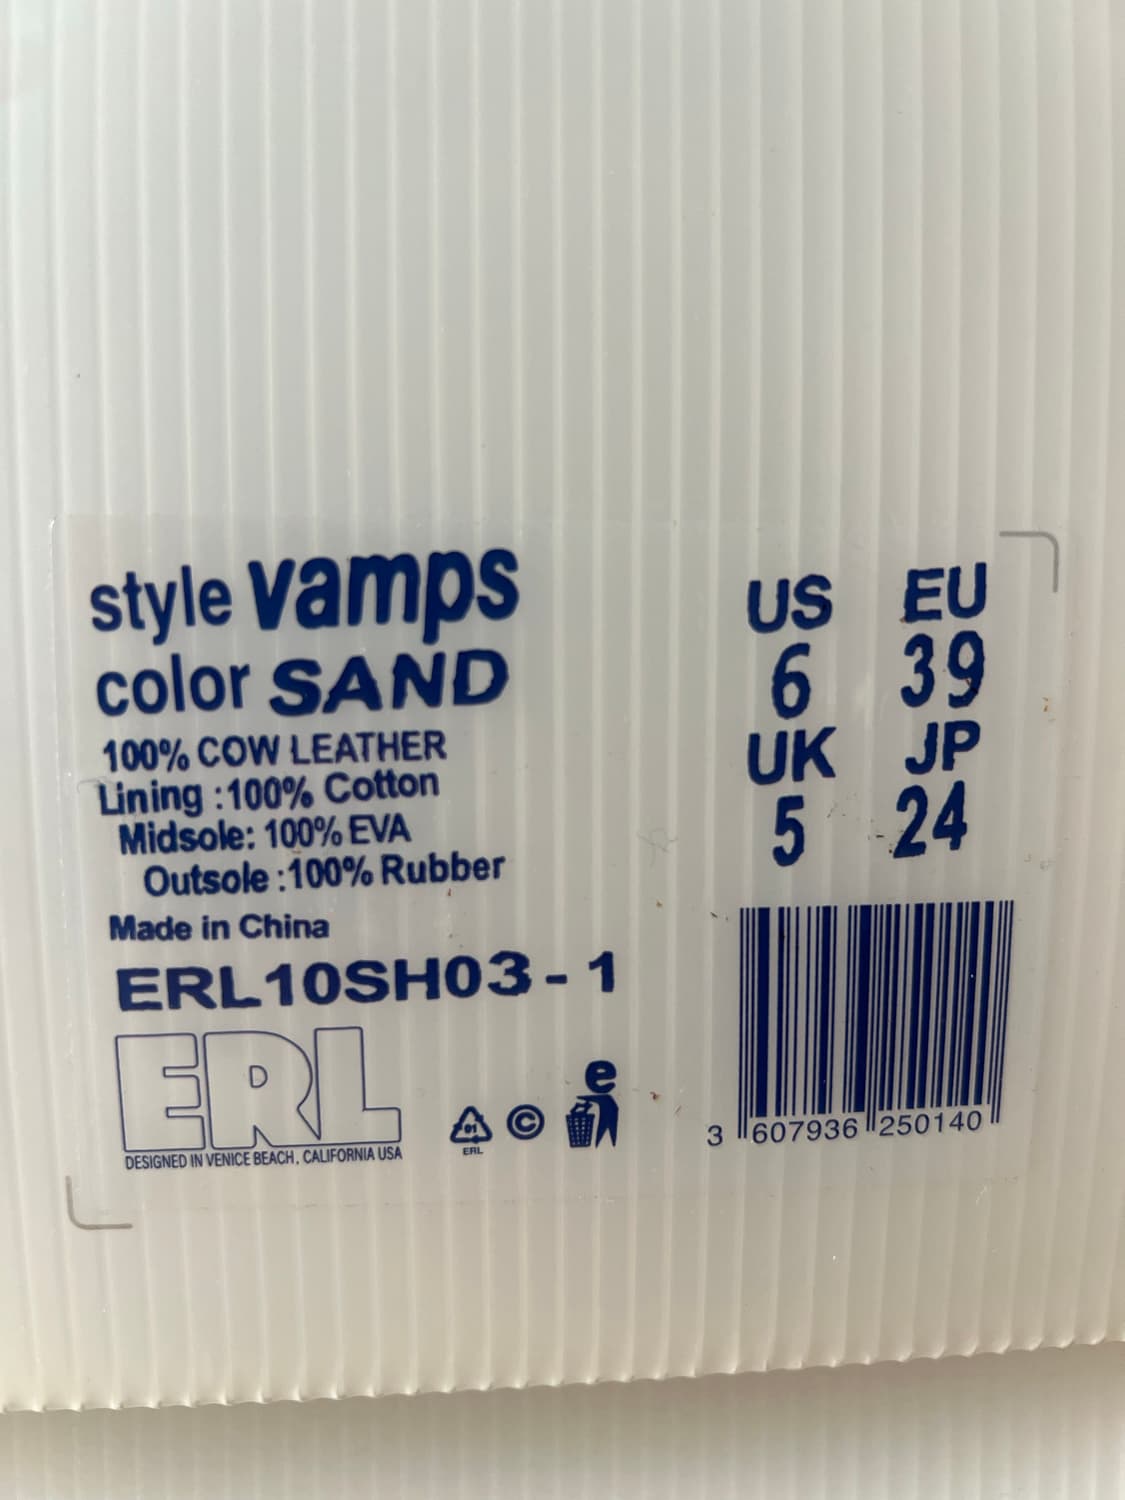 style vamps
color SAND
100% COW LEATHER
Lining :100% Cotton
Midsole: 100% EVA
Outsole :100% Rubber
Made in China
ERL10SH03-1
ERL
DESIGNED IN VENICE BEACH, CALIFORNIA USA
91
ERL
©
e
US EU
6 39
UK JP
5 24
3 607936 250140